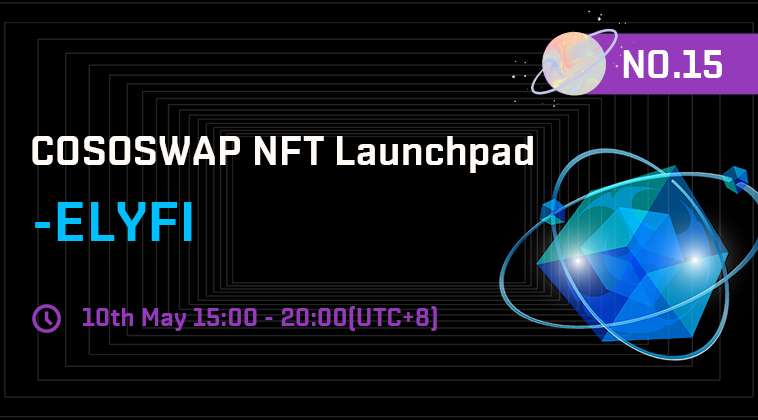 NO.15
COSOSWAP NFT Launchpad
-ELYFI
10th May 15:00 - 20:00(UTC+8)